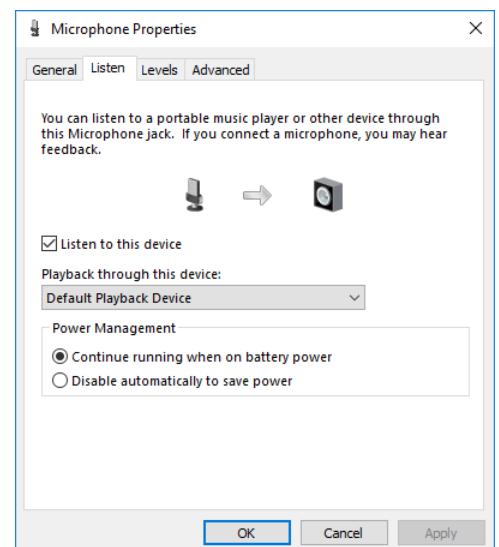 Microphone Properties
General Listen Levels Advanced
You can listen to a portable music player or other device through
this Microphone jack. If you connect a microphone, you may hear
feedback.
Listen to this device
Playback through this device:
Default Playback Device
Power Management
Continue running when on battery power
Disable automatically to save power
OK Cancel Apply